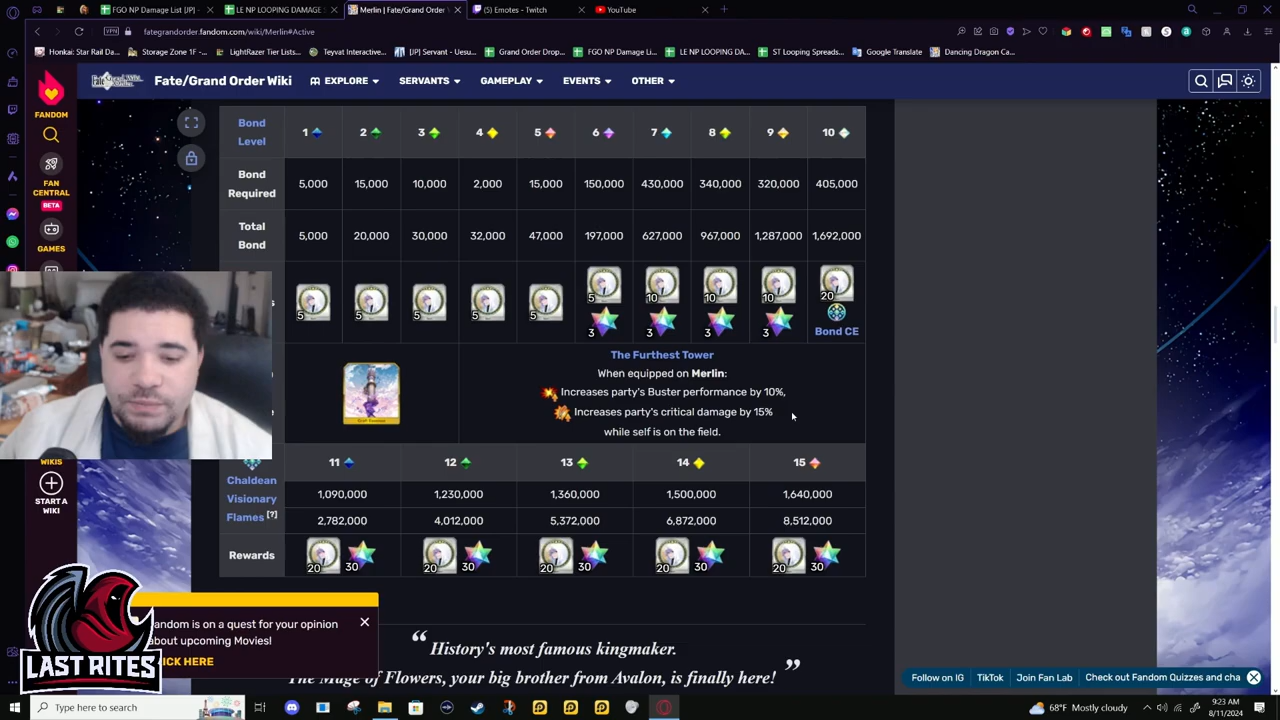 FGO NP Damage List [JP] -
LE NP LOOPING DAMAGE
Merlin | Fate/Grand Order
(5) Emotes - Twitch
YouTube
VPN
fategrandorder.fandom.com/wiki/Merlin#Active
Honkai: Star Rail Da...
Storage Zone 1F -...
LightRazer Tier Lists...
Teyvat Interactive...
[JP] Servant - Uesu...
Grand Order Drop...
FGO NP Damage Li...
LE NP LOOPING DA...
ST Looping Spreads...
Google Translate
Dancing Dragon Ca...
FANDOM
FAN
CENTRAL
BETA
GAMES
WIKIS
START A
WIKI
Fate/Grand Order Wiki
EXPLORE
SERVANTS
GAMEPLAY
EVENTS
OTHER
Bond
Level
1
2
3
4
5
6
7
8
9
10
Bond
Required
5,000
15,000
10,000
2,000
15,000
150,000
430,000
340,000
320,000
405,000
Total
Bond
5,000
20,000
30,000
32,000
47,000
197,000
627,000
967,000
1,287,000
1,692,000
5
5
5
5
5
5
10
10
10
20
3
3
3
3
Bond CE
The Furthest Tower
When equipped on Merlin:
Increases party's Buster performance by 10%,
Increases party's critical damage by 15%
while self is on the field.
Chaldean
Visionary
Flames [?]
11
12
13
14
15
1,090,000
1,230,000
1,360,000
1,500,000
1,640,000
2,782,000
4,012,000
5,372,000
6,872,000
8,512,000
Rewards
20
30
20
30
20
30
20
30
20
30
andom is on a quest for your opinion
about upcoming Movies!
ICK HERE
LAST RITES
“ History's most famous kingmaker.
The Mage of Flowers, your big brother from Avalon, is finally here! ”
Follow on IG
TikTok
Join Fan Lab
Check out Fandom Quizzes and cha
Type here to search
68°F Mostly cloudy
9:23 AM
8/11/2024